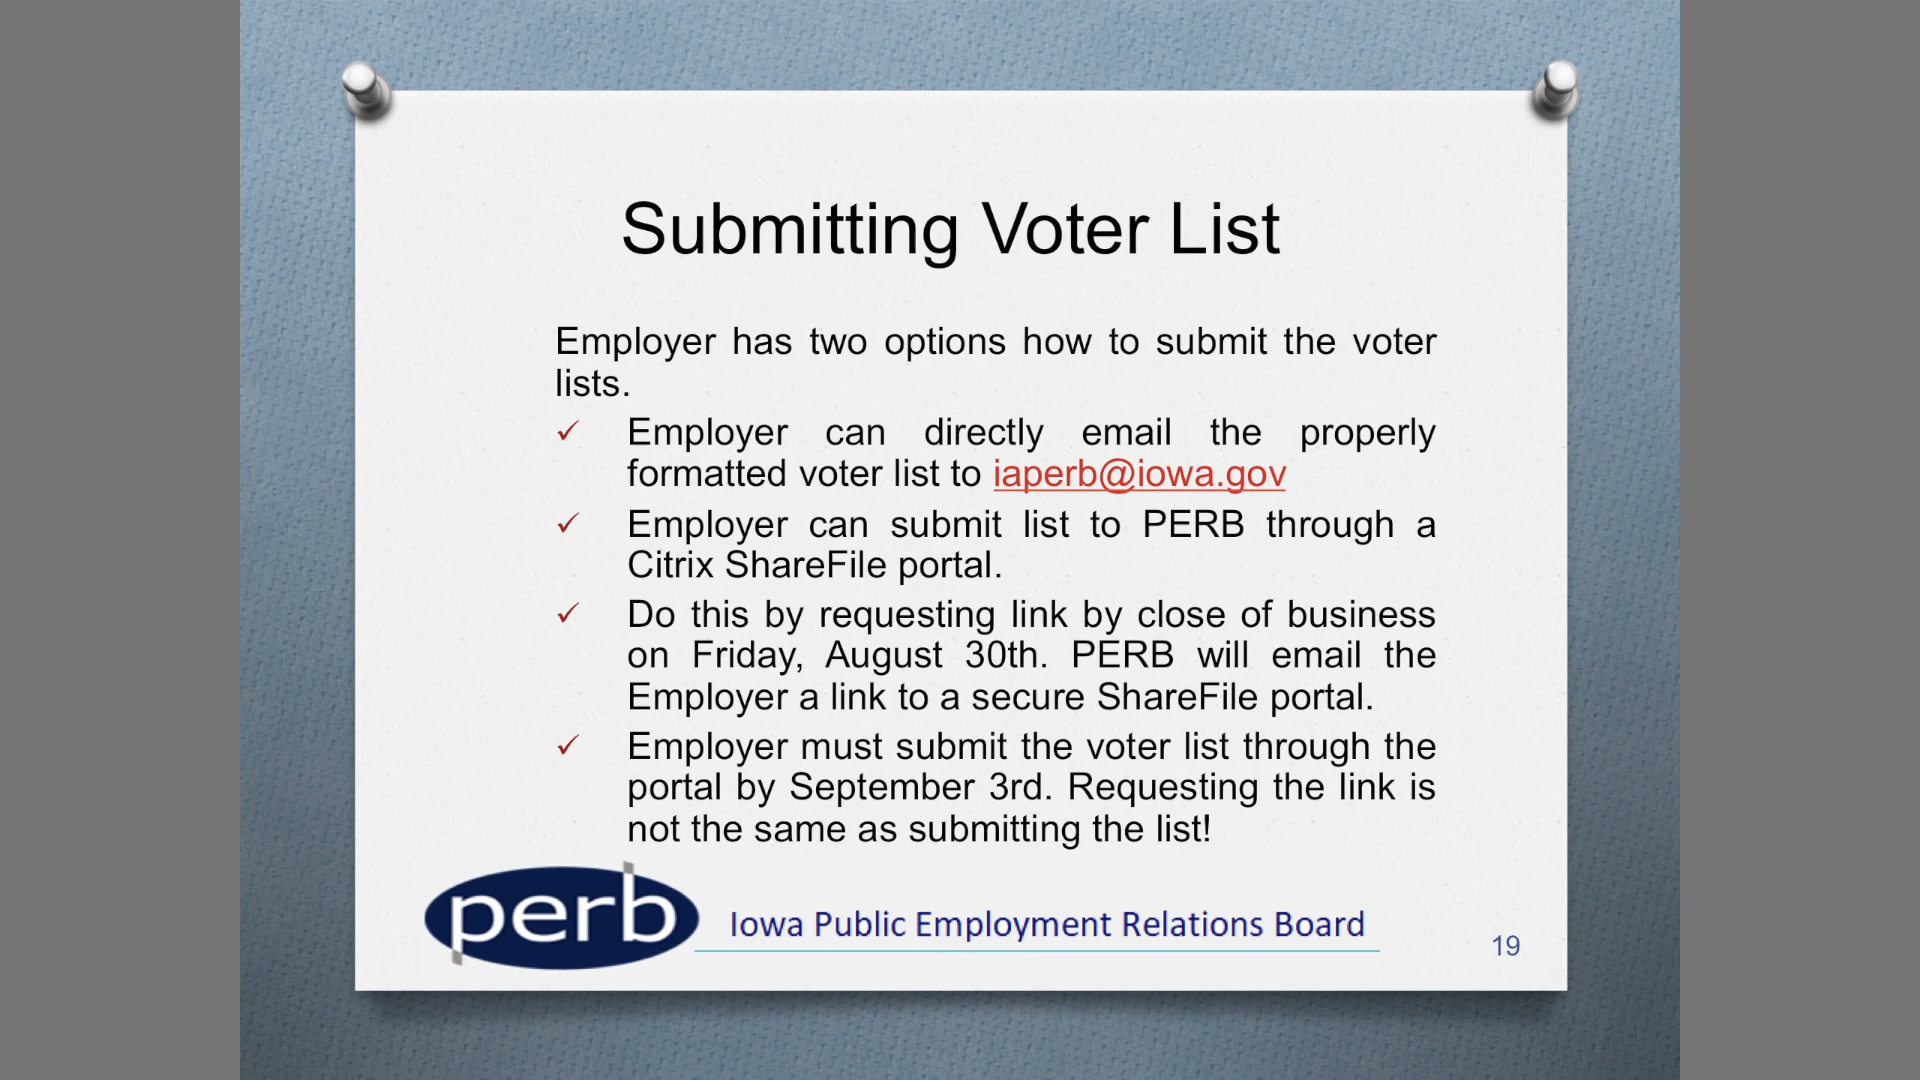 Submitting Voter List
Employer has two options how to submit the voter
lists.
✓ Employer can directly email the properly
formatted voter list to iaperb@iowa.gov
✓ Employer can submit list to PERB through a
Citrix ShareFile portal.
✓ Do this by requesting link by close of business
on Friday, August 30th. PERB will email the
Employer a link to a secure ShareFile portal.
✓ Employer must submit the voter list through the
portal by September 3rd. Requesting the link is
not the same as submitting the list!
perb
Iowa Public Employment Relations Board
19